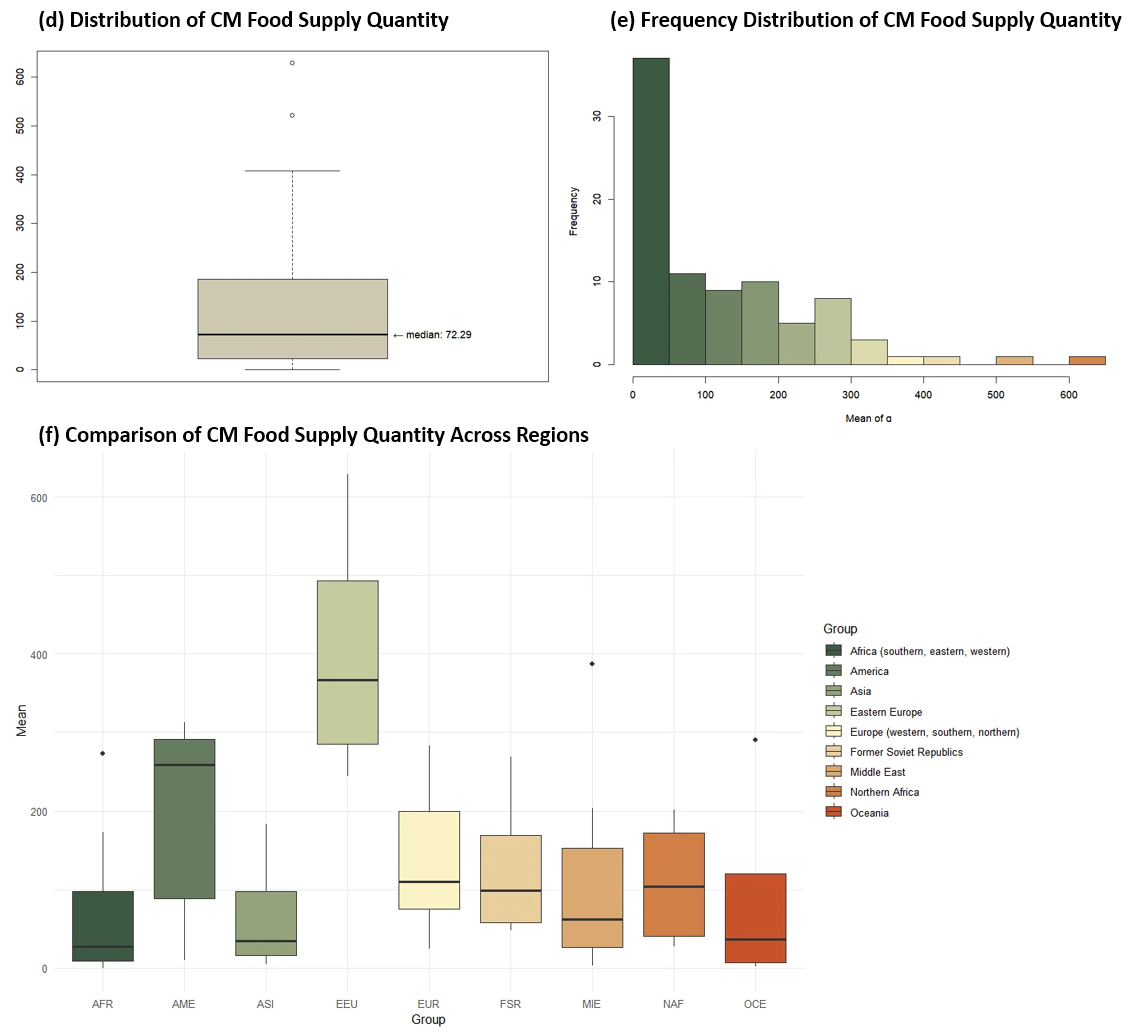 (d) Distribution of CM Food Supply Quantity
600
500
400
300
200
100
0
← median: 72.29
(e) Frequency Distribution of CM Food Supply Quantity
Frequency
30
20
10
0
0 100 200 300 400 500 600
Mean of α
(f) Comparison of CM Food Supply Quantity Across Regions
Mean
600
400
200
0
AFR AME ASI EEU EUR FSR MIE NAF OCE
Group
Group
Africa (southern, eastern, western)
America
Asia
Eastern Europe
Europe (western, southern, northern)
Former Soviet Republics
Middle East
Northern Africa
Oceania